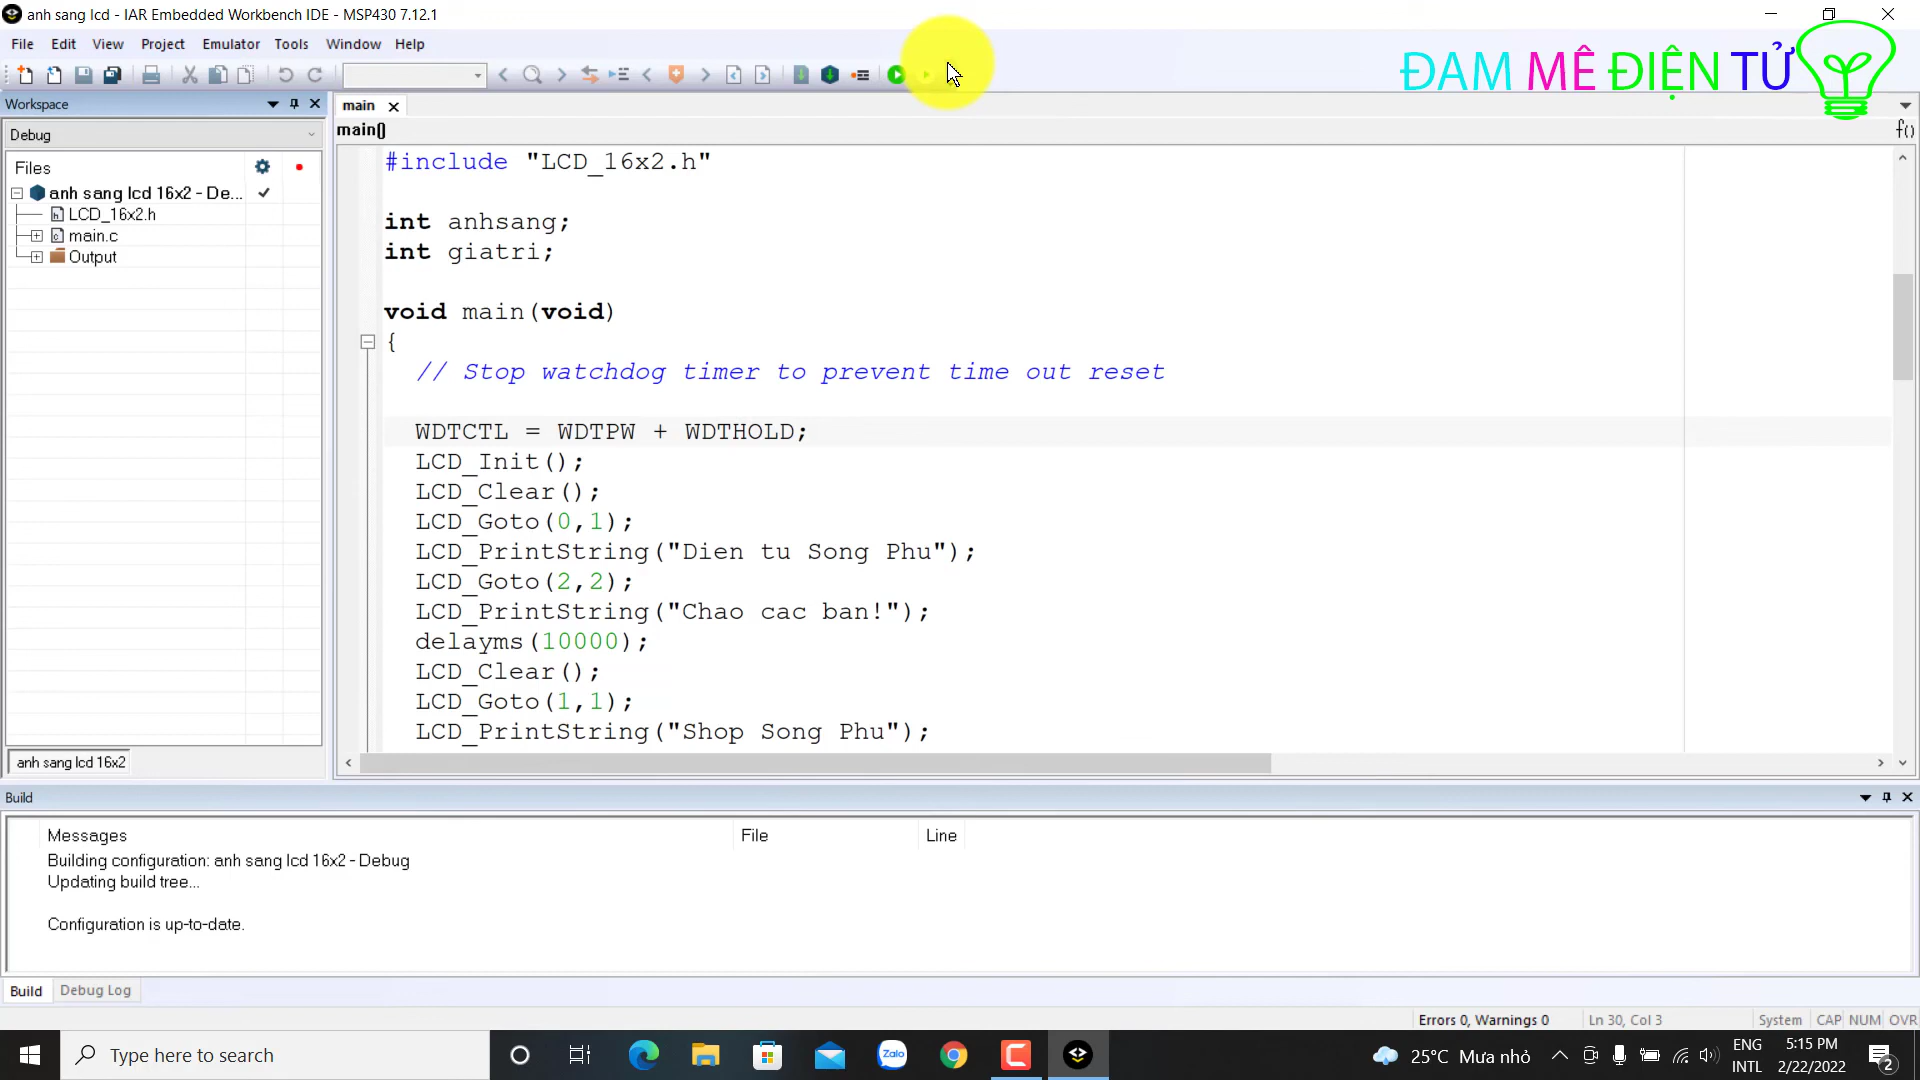 anh sang lcd - IAR Embedded Workbench IDE - MSP430 7.12.1
File Edit View Project Emulator Tools Window Help
ĐAM MÊ ĐIỆN TỬ
Workspace
main
main()
f()
Debug
Files
anh sang lcd 16x2 - De...
LCD_16x2.h
main.c
Output
anh sang lcd 16x2
#include "LCD_16x2.h"
int anhsang;
int giatri;
void main(void)
{
// Stop watchdog timer to prevent time out reset
WDTCTL = WDTPW + WDTHOLD;
LCD_Init();
LCD_Clear();
LCD_Goto(0,1);
LCD_PrintString("Dien tu Song Phu");
LCD_Goto(2,2);
LCD_PrintString("Chao cac ban!");
delayms(10000);
LCD_Clear();
LCD_Goto(1,1);
LCD_PrintString("Shop Song Phu");
Build
Messages File Line
Building configuration: anh sang lcd 16x2 - Debug
Updating build tree...
Configuration is up-to-date.
Build Debug Log
Errors 0, Warnings 0 Ln 30, Col 3 System CAP NUM OVR
Type here to search
Zalo
25°C Mưa nhỏ
ENG
INTL
5:15 PM
2/22/2022
2